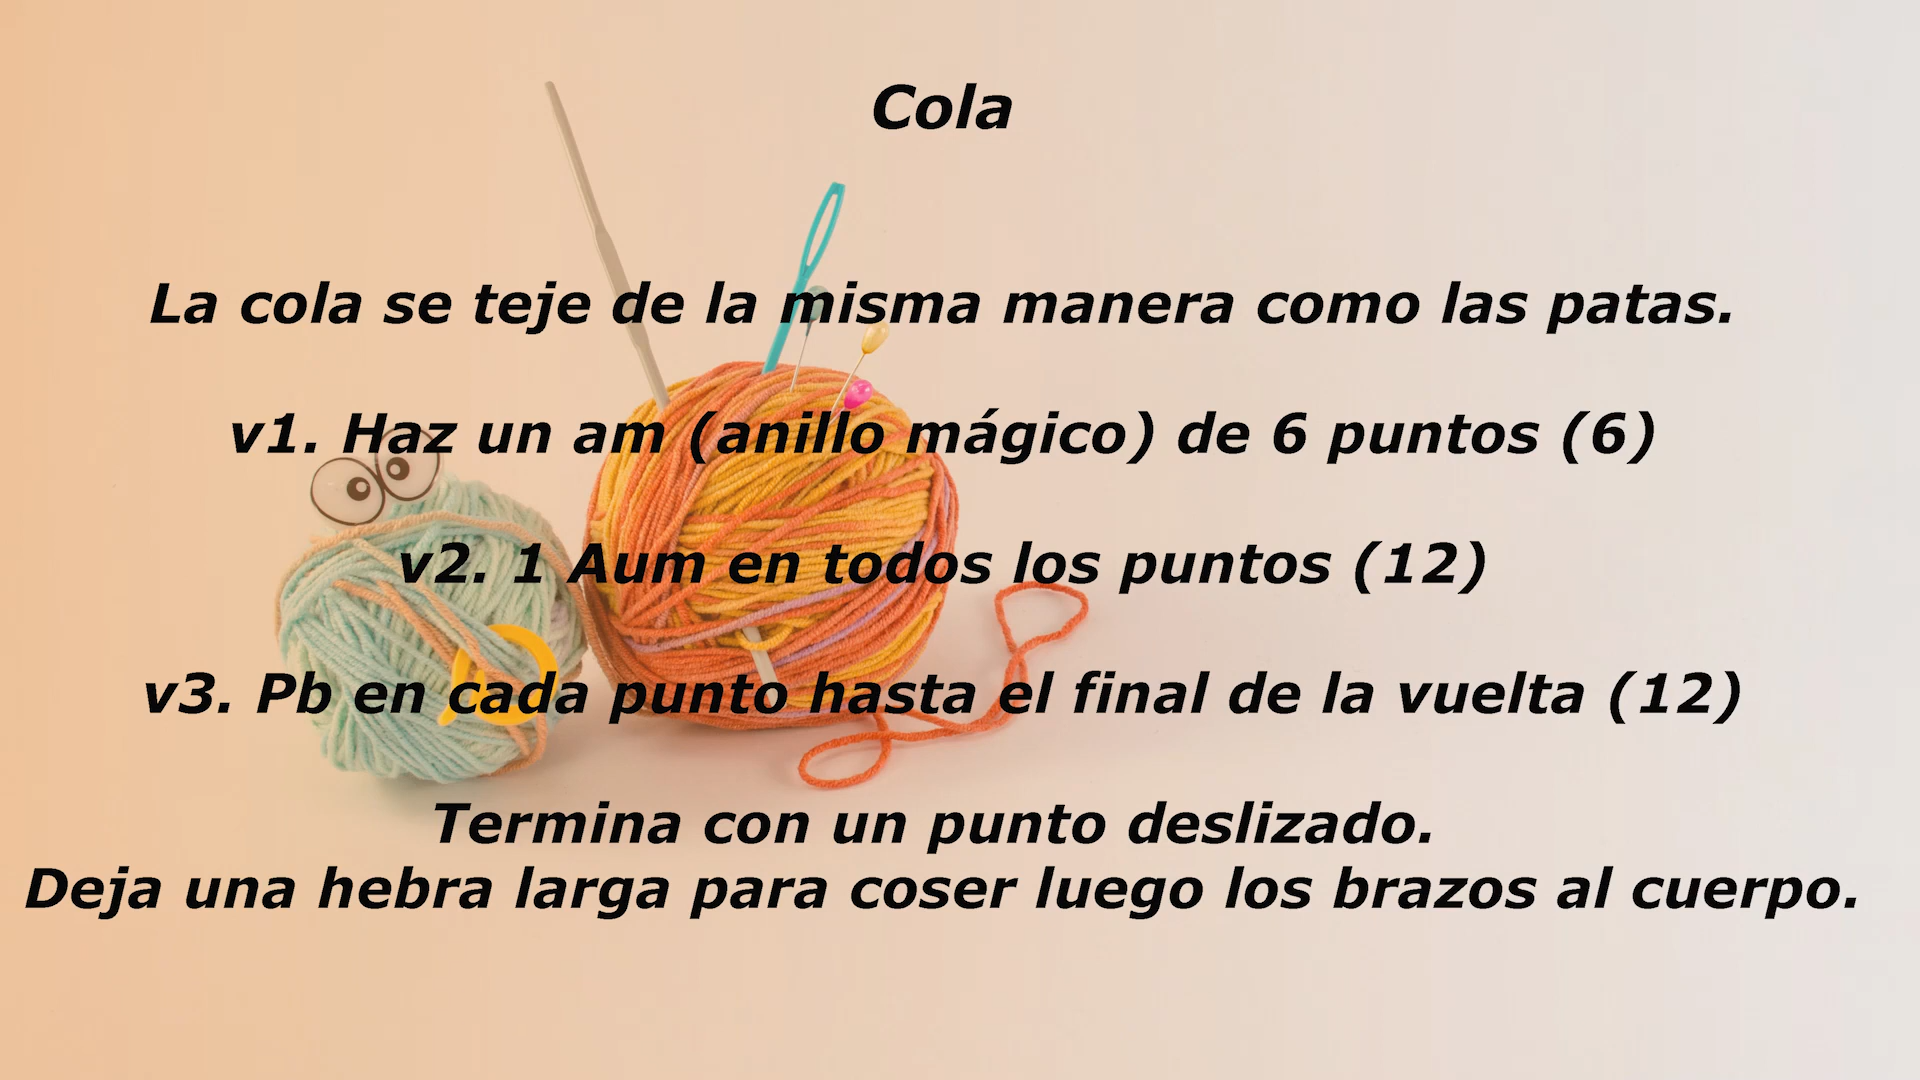 Cola
La cola se teje de la misma manera como las patas.
v1. Haz un am (anillo mágico) de 6 puntos (6)
v2. 1 Aum en todos los puntos (12)
v3. Pb en cada punto hasta el final de la vuelta (12)
Termina con un punto deslizado.
Deja una hebra larga para coser luego los brazos al cuerpo.